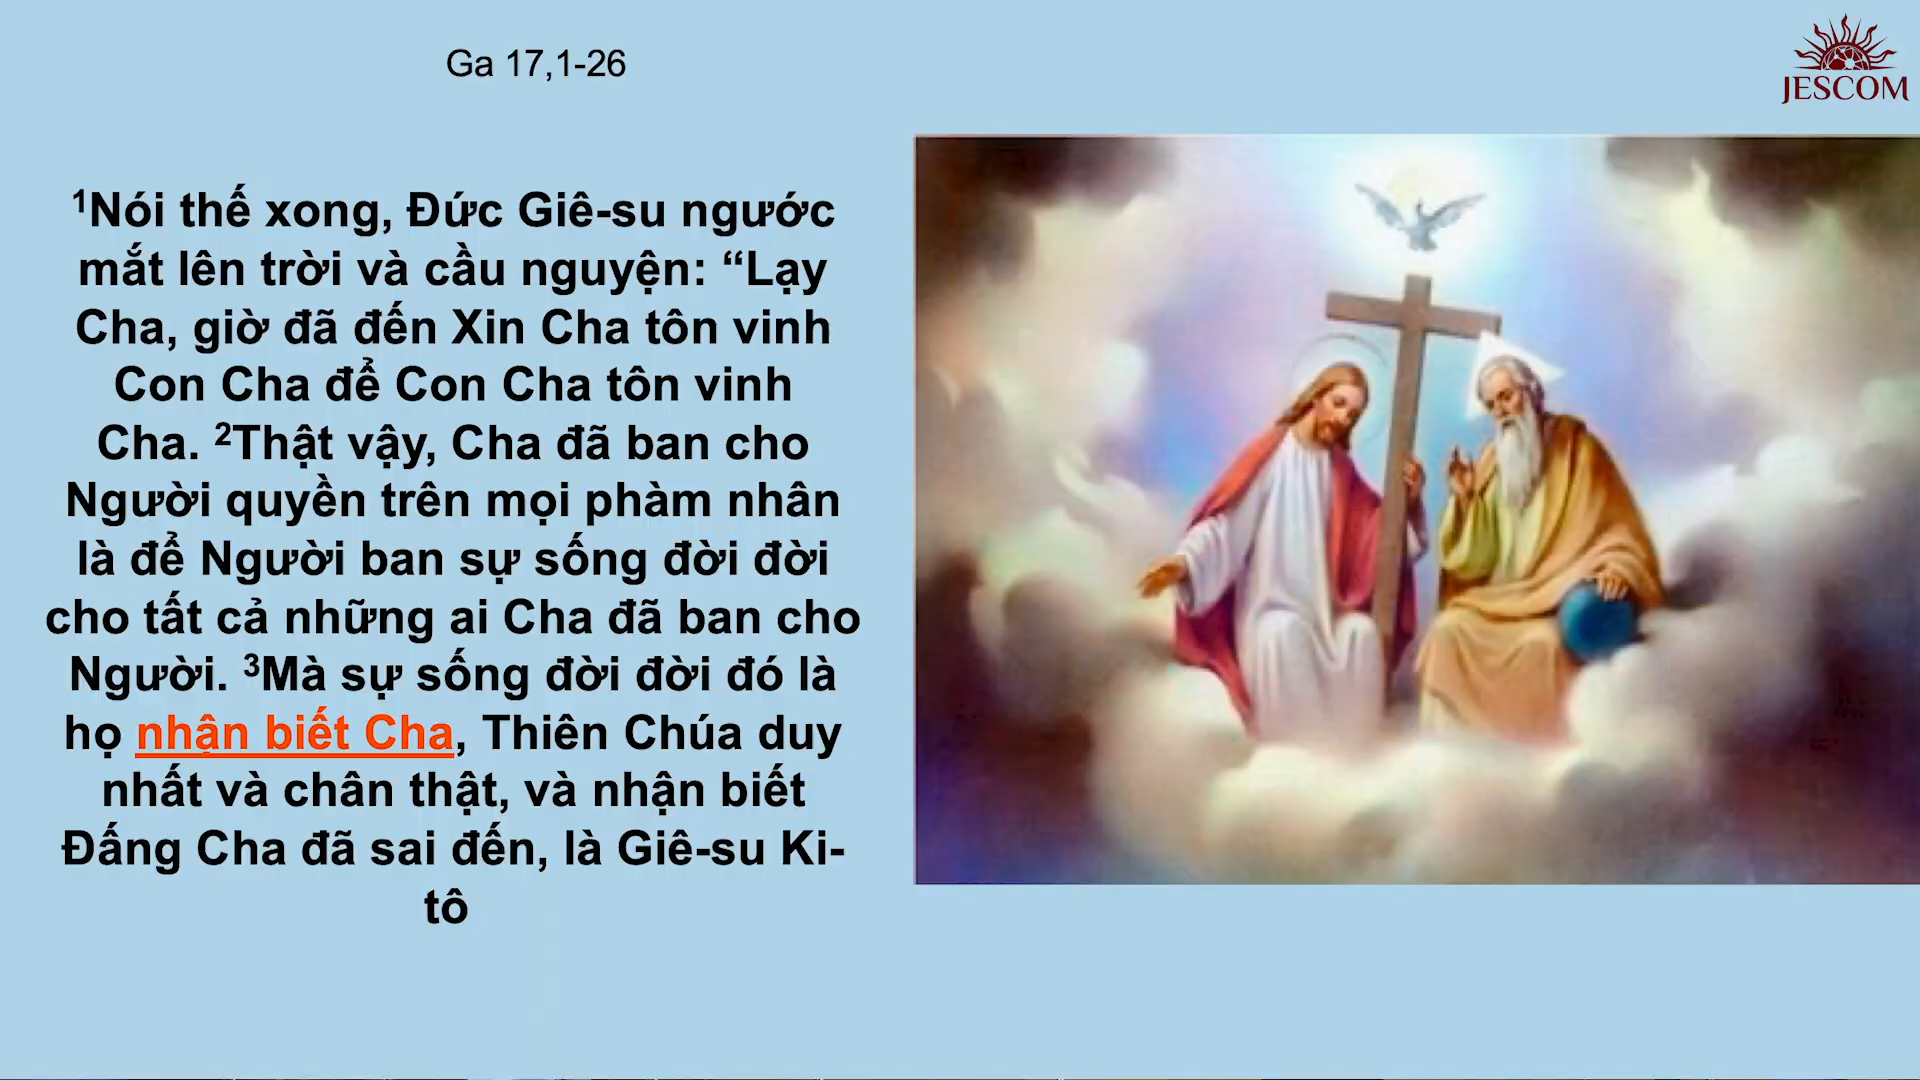 Ga 17,1-26
JESCOM
¹Nói thế xong, Đức Giê-su ngước
mắt lên trời và cầu nguyện: “Lạy
Cha, giờ đã đến Xin Cha tôn vinh
Con Cha để Con Cha tôn vinh
Cha. ²Thật vậy, Cha đã ban cho
Người quyền trên mọi phàm nhân
là để Người ban sự sống đời đời
cho tất cả những ai Cha đã ban cho
Người. ³Mà sự sống đời đời đó là
họ nhận biết Cha, Thiên Chúa duy
nhất và chân thật, và nhận biết
Đấng Cha đã sai đến, là Giê-su Ki-
tô